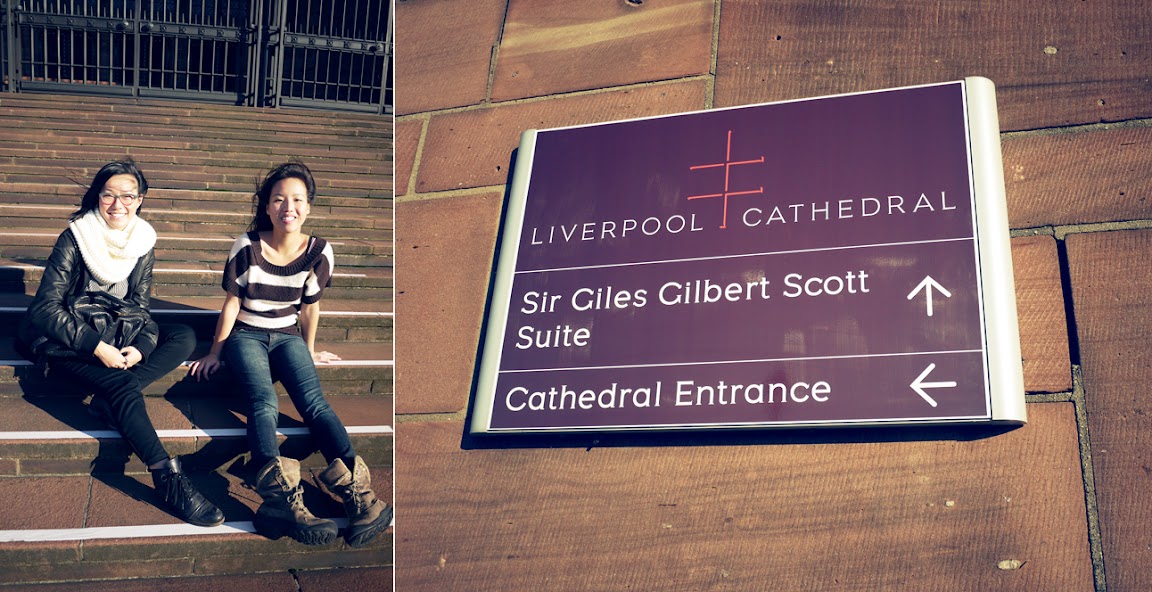 LIVERPOOL CATHEDRAL
Sir Giles Gilbert Scott
Suite
Cathedral Entrance